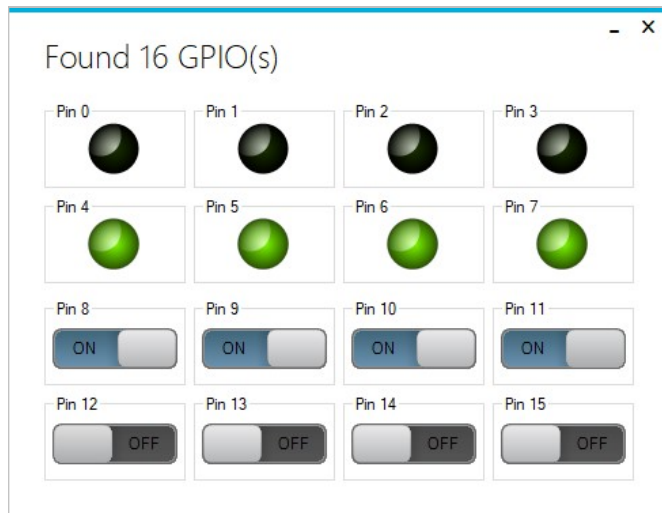 Found 16 GPIO(s)
Pin 0 Pin 1 Pin 2 Pin 3
Pin 4 Pin 5 Pin 6 Pin 7
Pin 8 Pin 9 Pin 10 Pin 11
ON ON ON ON
Pin 12 Pin 13 Pin 14 Pin 15
OFF OFF OFF OFF